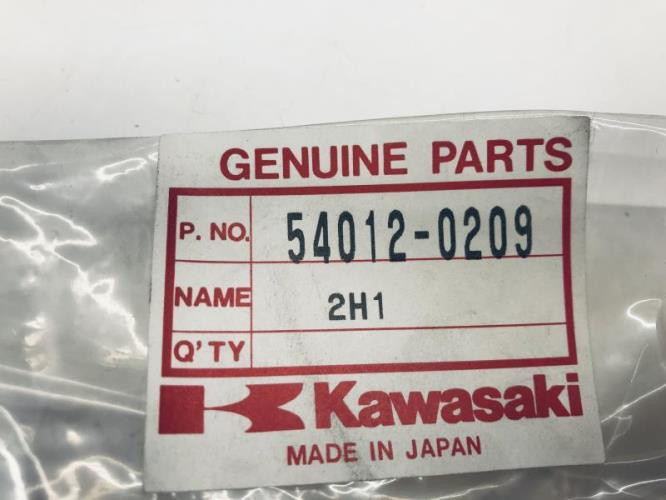 GENUINE PARTS
P. NO. 54012-0209
NAME 2H1
Q'TY
Kawasaki
MADE IN JAPAN